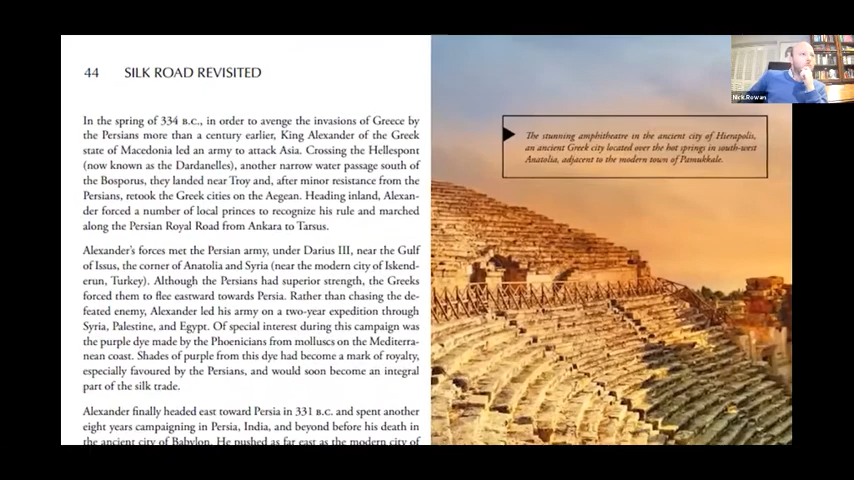 44 SILK ROAD REVISITED
In the spring of 334 B.C., in order to avenge the invasions of Greece by
the Persians more than a century earlier, King Alexander of the Greek
state of Macedonia led an army to attack Asia. Crossing the Hellespont
(now known as the Dardanelles), another narrow water passage south of
the Bosporus, they landed near Troy and, after minor resistance from the
Persians, retook the Greek cities on the Aegean. Heading inland, Alexan-
der forced a number of local princes to recognize his rule and marched
along the Persian Royal Road from Ankara to Tarsus.
Alexander's forces met the Persian army, under Darius III, near the Gulf
of Issus, the corner of Anatolia and Syria (near the modern city of Iskend-
erun, Turkey). Although the Persians had superior strength, the Greeks
forced them to flee eastward towards Persia. Rather than chasing the de-
feated enemy, Alexander led his army on a two-year expedition through
Syria, Palestine, and Egypt. Of special interest during this campaign was
the purple dye made by the Phoenicians from molluscs on the Mediterra-
nean coast. Shades of purple from this dye had become a mark of royalty,
especially favoured by the Persians, and would soon become an integral
part of the silk trade.
Alexander finally headed east toward Persia in 331 B.C. and spent another
eight years campaigning in Persia, India, and beyond before his death in
the ancient city of Babylon. He pushed as far east as the modern city of
The stunning amphitheatre in the ancient city of Hierapolis,
an ancient Greek city located over the hot springs in south-west
Anatolia, adjacent to the modern town of Pamukkale.
Nick Rowan